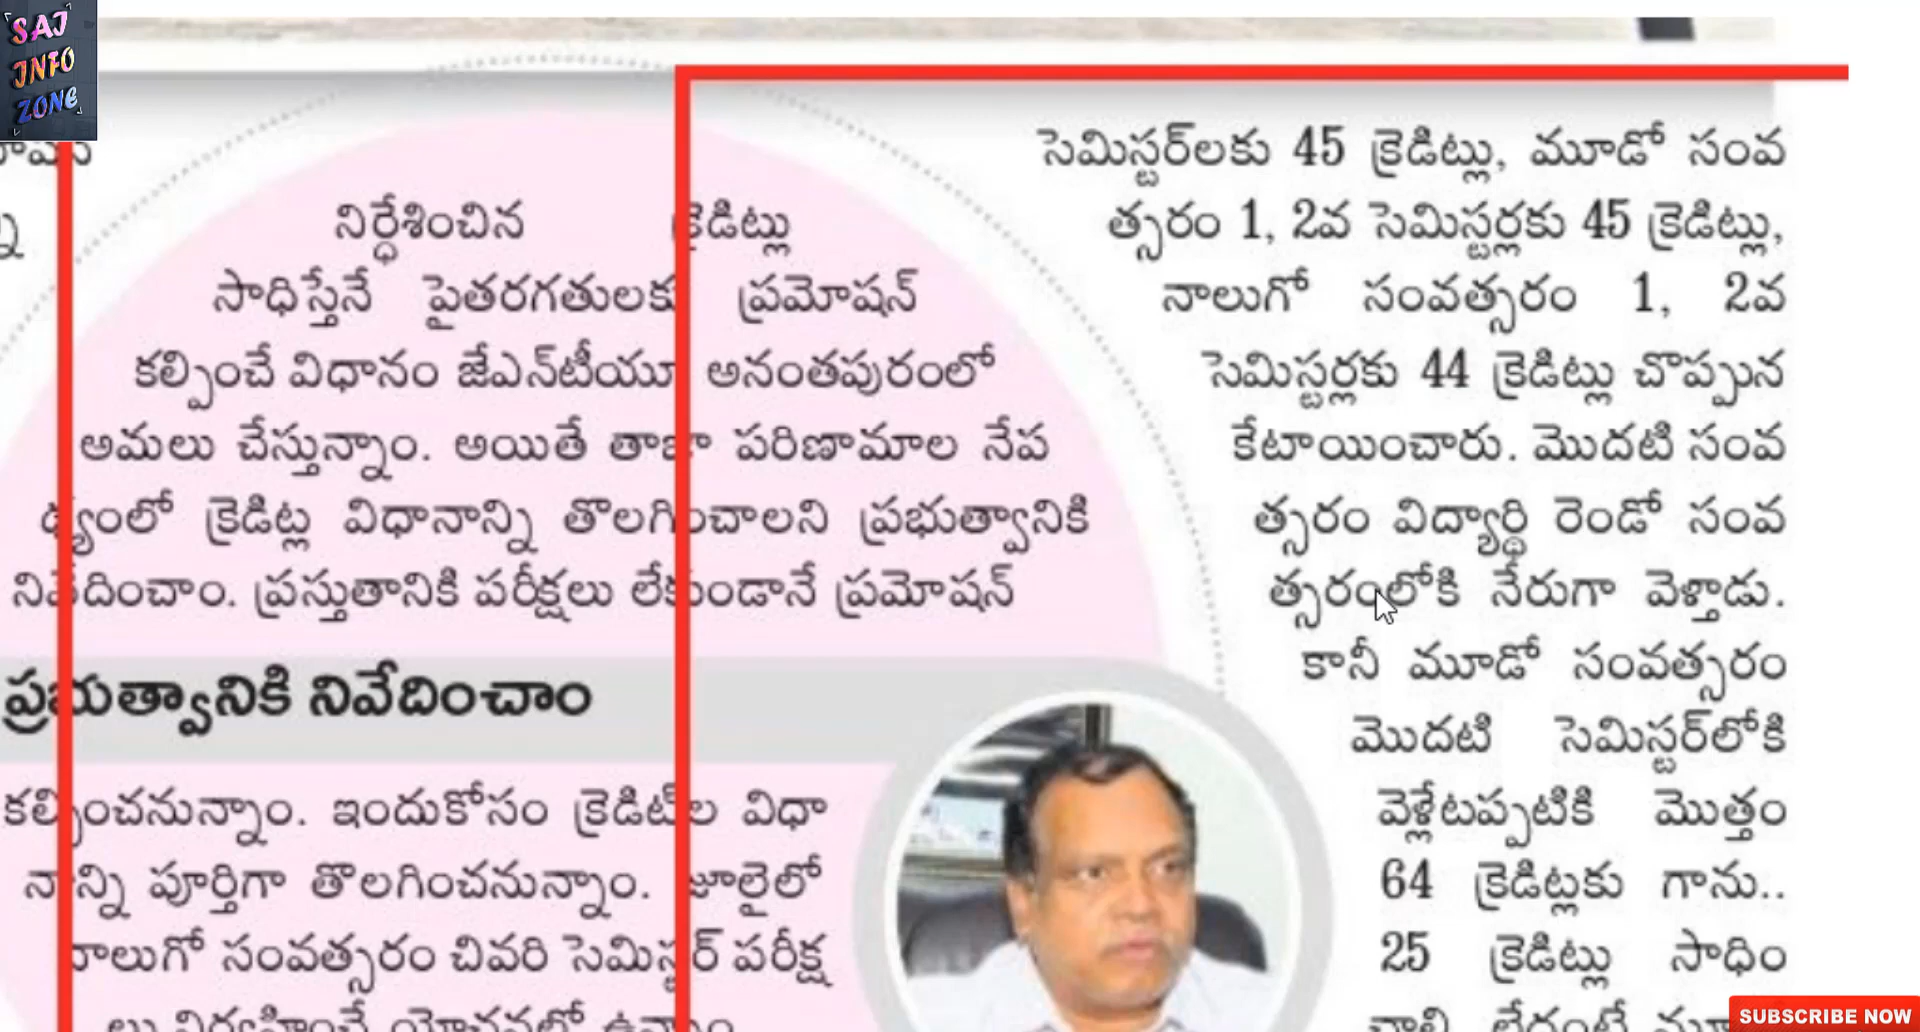 SAJ
INFO
ZONE
నిర్ధేశించిన క్రెడిట్లు
సాధిస్తేనే పైతరగతులకు ప్రమోషన్
కల్పించే విధానం జేఎన్‌టీయూ అనంతపురంలో
అమలు చేస్తున్నాం. అయితే తాజా పరిణామాల నేప
థ్యంలో క్రెడిట్ల విధానాన్ని తొలగించాలని ప్రభుత్వానికి
నివేదించాం. ప్రస్తుతానికి పరీక్షలు లేకుండానే ప్రమోషన్
ప్రభుత్వానికి నివేదించాం
కల్పించనున్నాం. ఇందుకోసం క్రెడిట్‌ల విధా
నాన్ని పూర్తిగా తొలగించనున్నాం. జూలైలో
నాలుగో సంవత్సరం చివరి సెమిస్టర్ పరీక్ష
లు నిర్వహించే యోచనలో ఉన్నాం.
సెమిస్టర్‌లకు 45 క్రెడిట్లు, మూడో సంవ
త్సరం 1, 2వ సెమిస్టర్లకు 45 క్రెడిట్లు,
నాలుగో సంవత్సరం 1, 2వ
సెమిస్టర్లకు 44 క్రెడిట్లు చొప్పున
కేటాయించారు. మొదటి సంవ
త్సరం విద్యార్థి రెండో సంవ
త్సరంలోకి నేరుగా వెళ్తాడు.
కానీ మూడో సంవత్సరం
మొదటి సెమిస్టర్‌లోకి
వెళ్లేటప్పటికి మొత్తం
64 క్రెడిట్లకు గాను..
25 క్రెడిట్లు సాధిం
చాలి. లేదంటే
SUBSCRIBE NOW